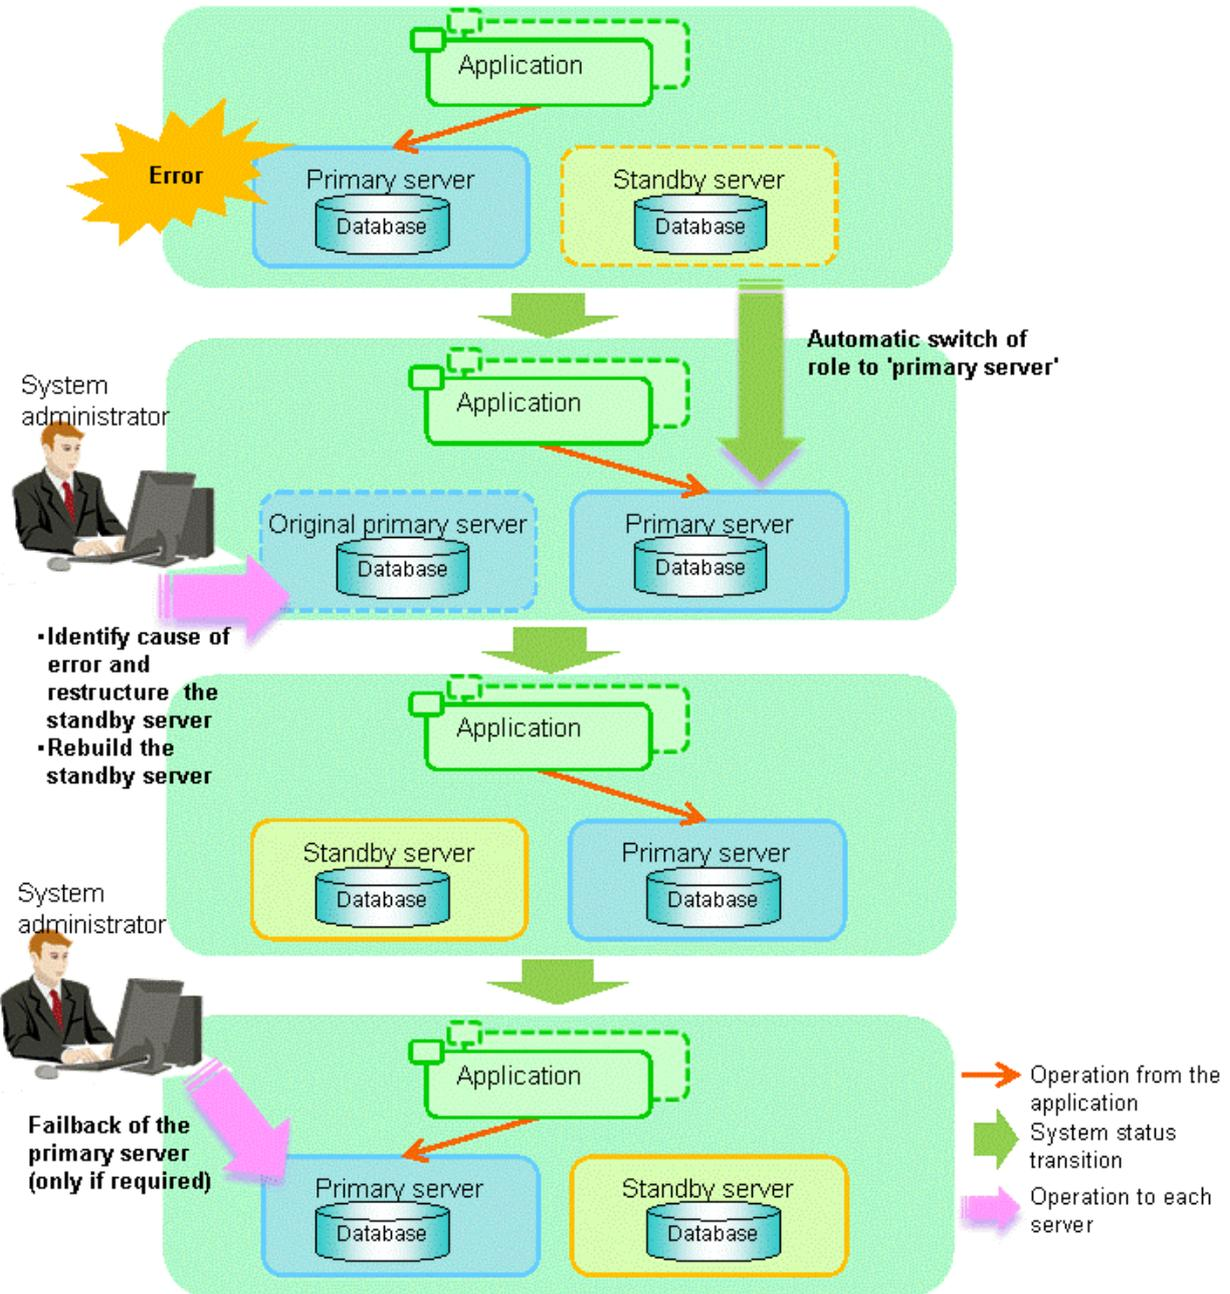 Application
Error
Primary server
Database
Standby server
Database
Automatic switch of
role to 'primary server'
System
administrator
Application
Original primary server
Database
Primary server
Database
・Identify cause of
error and
restructure the
standby server
・Rebuild the
standby server
Application
Standby server
Database
Primary server
Database
System
administrator
Application
Failback of the
primary server
(only if required)
Primary server
Database
Standby server
Database
Operation from the
application
System status
transition
Operation to each
server